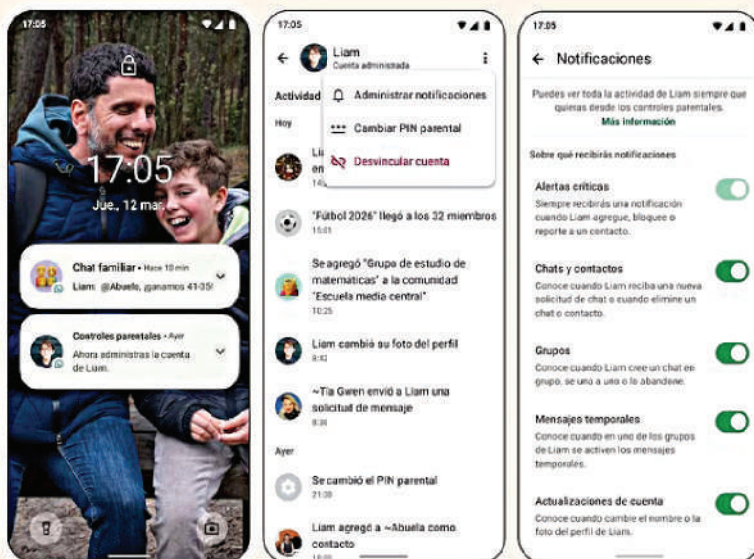 17:05
17:05
Jue., 12 mar.
Chat familiar • Hace 10 min
Liam: @Abuelo, ¡ganamos 41-35!
Controles parentales • Ayer
Ahora administras la cuenta
de Liam.
17:05
Liam
Cuenta administrada
Actividad
Administrar notificaciones
Hoy
Cambiar PIN parental
Desvincular cuenta
"Fútbol 2026" llegó a los 32 miembros
15:01
Se agregó "Grupo de estudio de
matemáticas" a la comunidad
"Escuela media central".
10:25
Liam cambió su foto del perfil
~Tía Gwen envió a Liam una
solicitud de mensaje
Ayer
Se cambió el PIN parental
Liam agregó a ~Abuela como
contacto
17:05
Notificaciones
Puedes ver toda la actividad de Liam siempre que
quieras desde los controles parentales.
Más información
Sobre qué recibirás notificaciones
Alertas críticas
Siempre recibirás una notificación
cuando Liam agregue, bloquee o
reporte a un contacto.
Chats y contactos
Conoce cuando Liam reciba una nueva
solicitud de chat o cuando elimine un
chat o contacto.
Grupos
Conoce cuando Liam cree un chat en
grupo, se una a uno o lo abandone.
Mensajes temporales
Conoce cuando en uno de los grupos
de Liam se activen los mensajes
temporales.
Actualizaciones de cuenta
Conoce cuando cambie el nombre o la
foto del perfil de Liam.